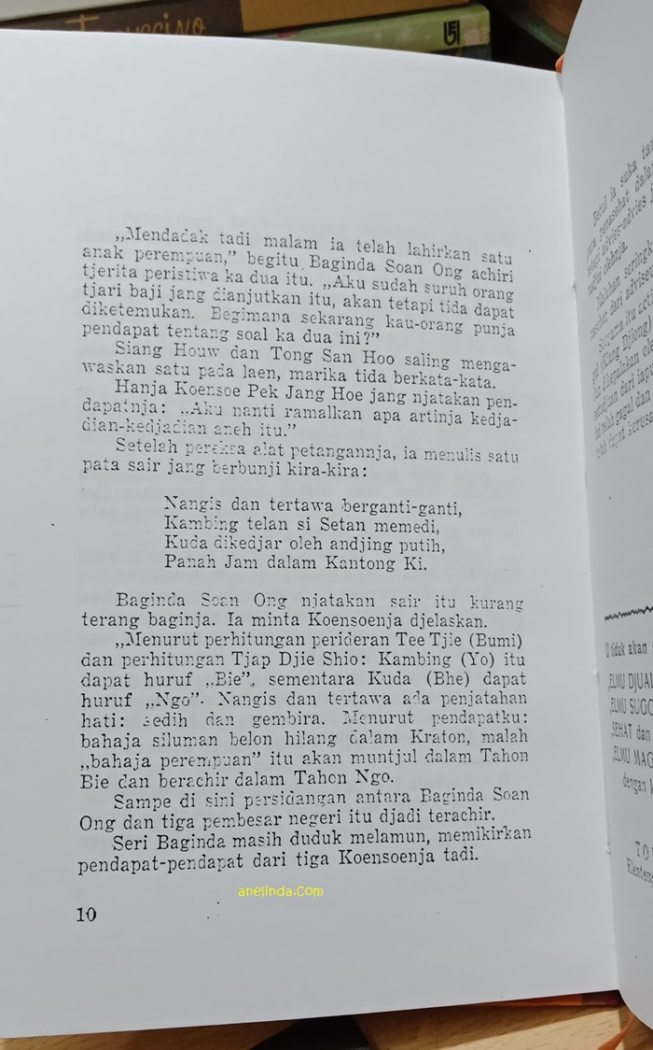 „Mendadak tadi malam ia telah lahirkan satu
anak perempuan,” begitu Baginda Soan Ong achiri
tjerita peristiwa ka dua itu. „Aku sudah suruh orang
tjari baji jang dianjutkan itu, akan tetapi tida dapat
diketemukan. Begimana sekarang kau-orang punja
pendapat tentang soal ka dua ini?”
Siang Houw dan Tong San Hoo saling menga-
waskan satu pada laen, marika tida berkata-kata.
Hanja Koensoe Pek Jang Hoe jang njatakan pen-
dapatnja: „Aku nanti ramalkan apa artinja kedja-
dian-kedjadian aneh itu.”
Setelah pereksa alat petangannja, ia menulis satu
pata sair jang berbunji kira-kira:
Nangis dan tertawa berganti-ganti,
Kambing telan si Setan memedi,
Kuda dikedjar oleh andjing putih,
Panah Jam dalam Kantong Ki.
Baginda Soan Ong njatakan sair itu kurang
terang baginja. Ia minta Koensoenja djelaskan.
„Menurut perhitungan perideran Tee Tjie (Bumi)
dan perhitungan Tjap Djie Shio: Kambing (Yo) itu
dapat huruf „Bie”, sementara Kuda (Bhe) dapat
huruf „Ngo”. Nangis dan tertawa ada penjatahan
hati: sedih dan gembira. Menurut pendapatku:
bahaja siluman belon hilang dalam Kraton, malah
„bahaja perempuan” itu akan muntjul dalam Tahon
Bie dan berachir dalam Tahon Ngo.
Sampe di sini persidangan antara Baginda Soan
Ong dan tiga pembesar negeri itu djadi terachir.
Seri Baginda masih duduk melamun, memikirkan
pendapat-pendapat dari tiga Koensoenja tadi.
anelinda.com
10
U tidak akan
„ELMU DJUAL
„ELMU SUGG
„SEHAT dan
„ELMU MAG
dengan